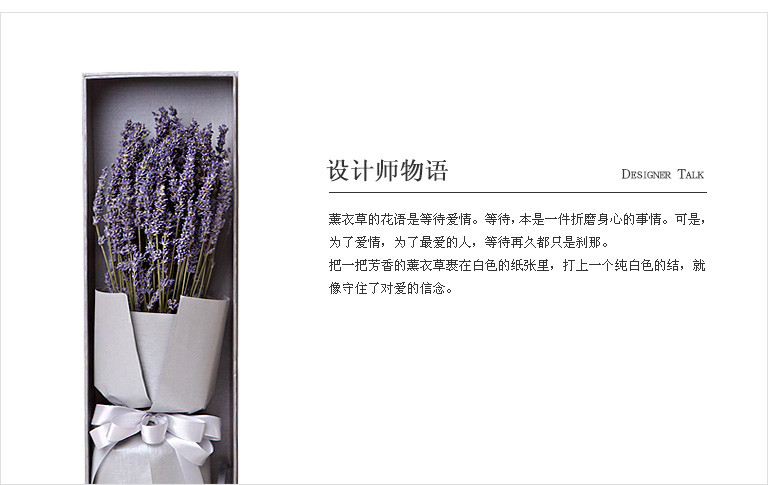 设计师物语
DESIGNER TALK
薰衣草的花语是等待爱情。等待，本是一件折磨身心的事情。可是，
为了爱情，为了最爱的人，等待再久都只是刹那。
把一把芳香的薰衣草裹在白色的纸张里，打上一个纯白色的结，就
像守住了对爱的信念。